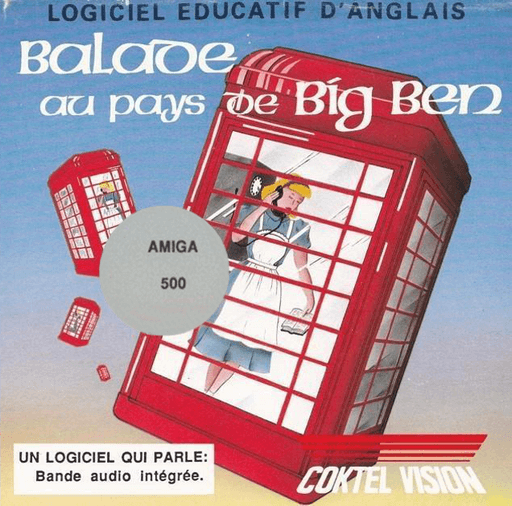 LOGICIEL EDUCATIF D'ANGLAIS
Balade
au pays de Big Ben
AMIGA
500
UN LOGICIEL QUI PARLE:
Bande audio intégrée.
COKTEL VISION